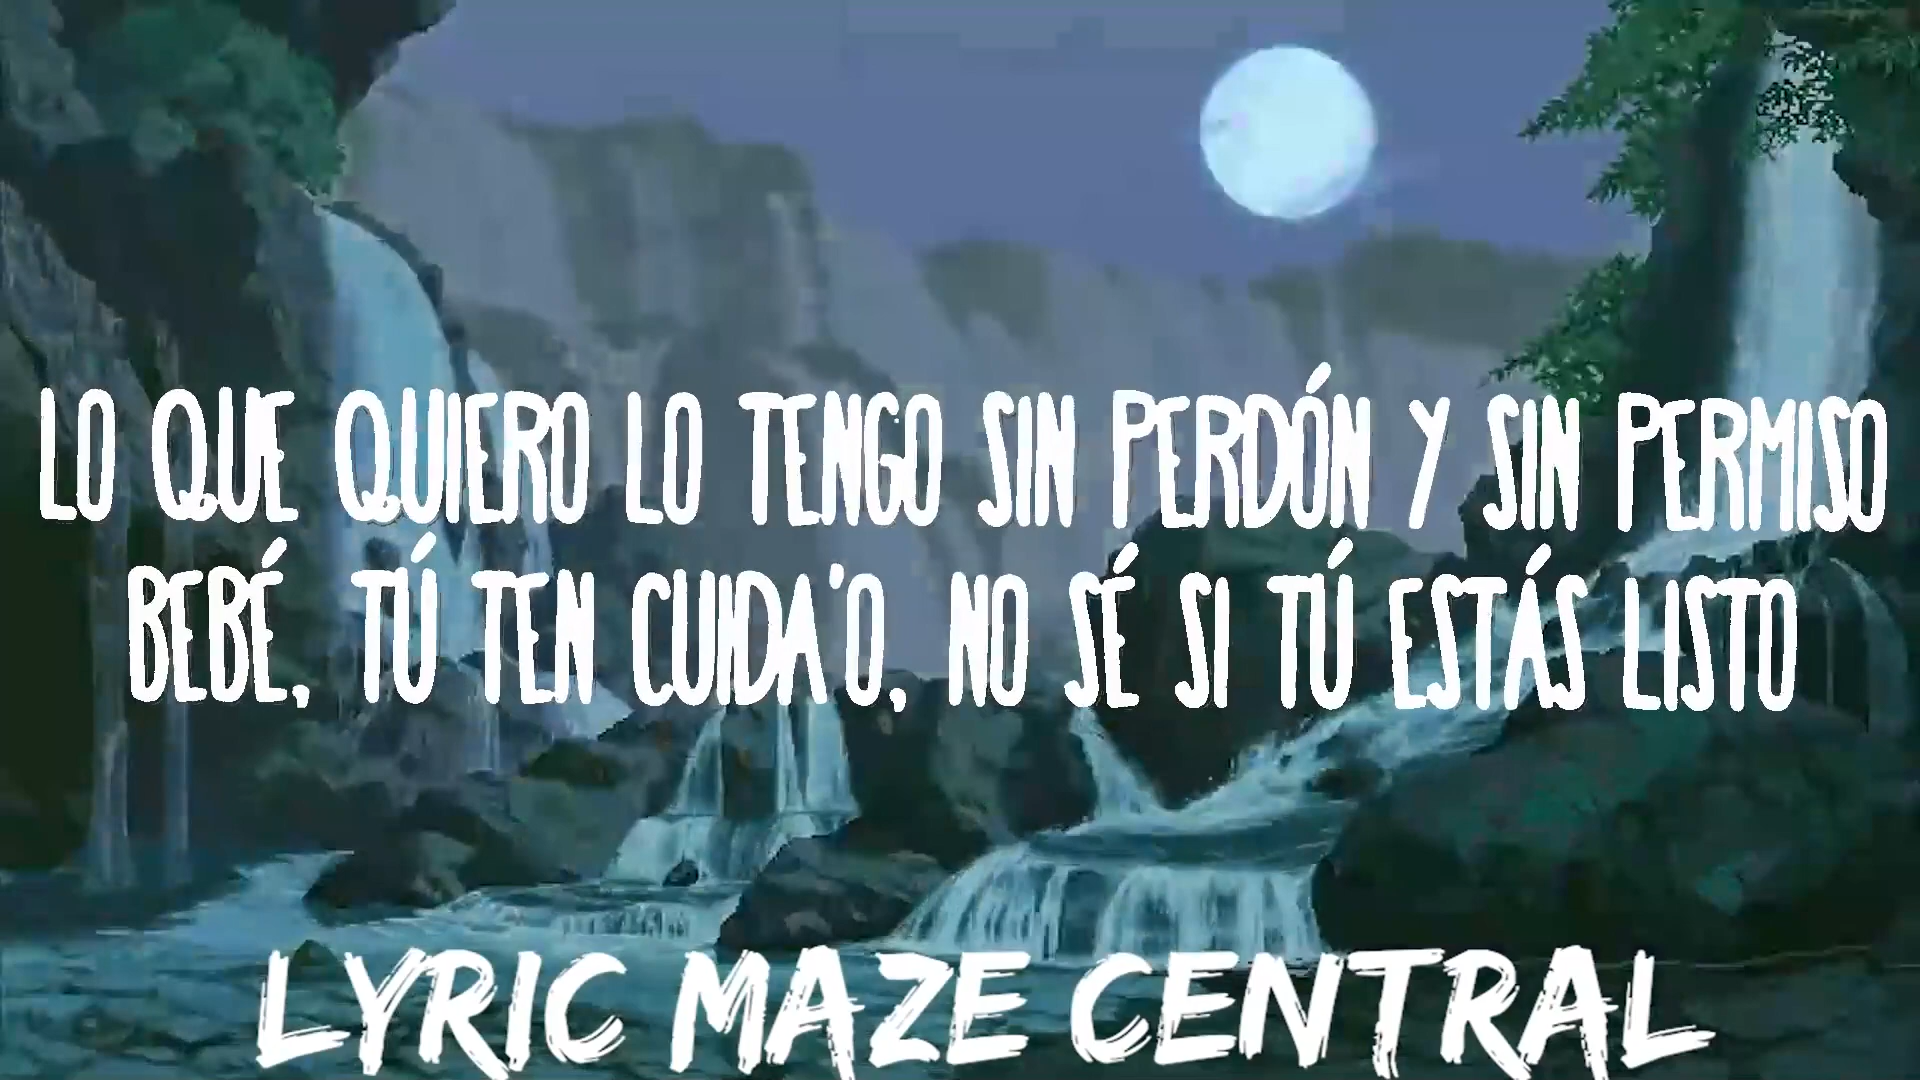 LO QUE QUIERO LO TENGO SIN PERDÓN Y SIN PERMISO
BEBÉ, TÚ TEN CUIDA'O, NO SÉ SI TÚ ESTÁS LISTO
LYRIC MAZE CENTRAL